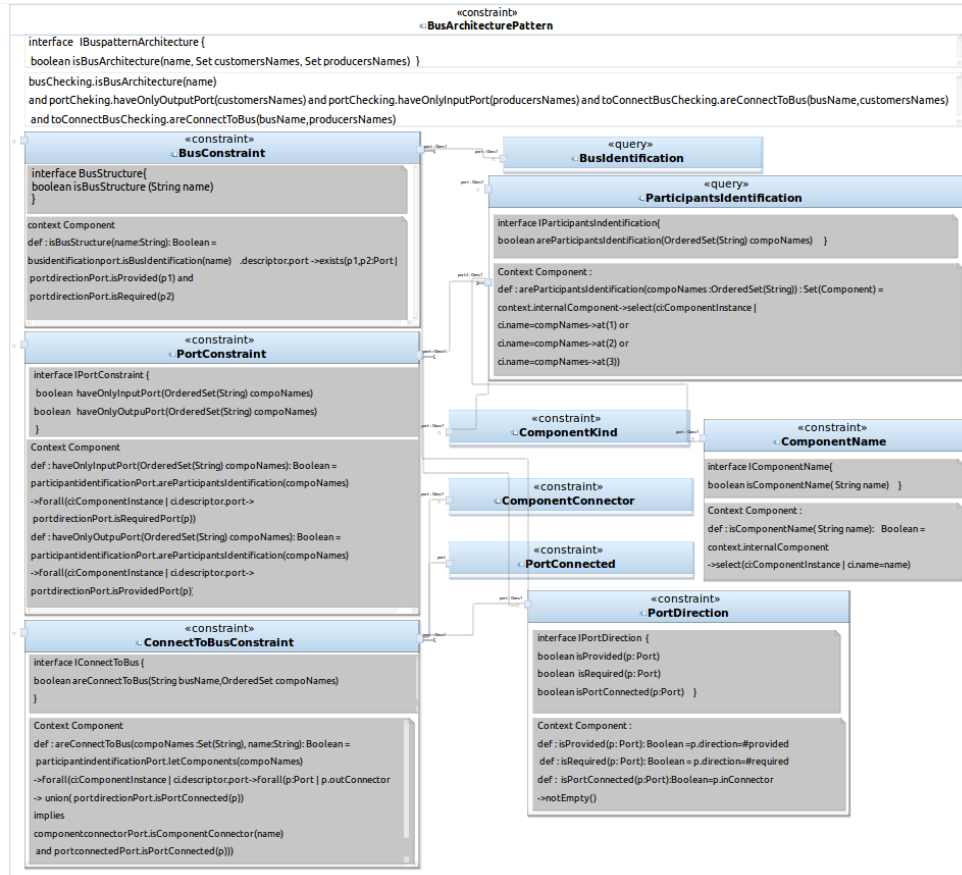 «constraint»
BusArchitecturePattern
interface IBuspatternArchitecture {
boolean isBusArchitecture(name, Set customersNames, Set producersNames) }
busChecking.isBusArchitecture(name)
and portCheking.haveOnlyOutputPort(customersNames) and portChecking.haveOnlyInputPort(producersNames) and toConnectBusChecking.areConnectToBus(busName,customersNames)
and toConnectBusChecking.areConnectToBus(busName,producersNames)
«constraint»
BusConstraint
interface BusStructure{
boolean isBusStructure (String name)
}
context Component
def : isBusStructure(name:String): Boolean =
busidentificationport.isBusIdentification(name) .descriptor.port ->exists(p1,p2:Port |
portdirectionPort.isProvided(p1) and
portdirectionPort.isRequired(p2)
«query»
BusIdentification
«query»
ParticipantsIdentification
interface IParticipantsIndentification{
boolean areParticipantsIdentification(OrderedSet(String) compoNames) }
Context Component :
def : areParticipantsIdentification(compoNames :OrderedSet(String)) : Set(Component) =
context.internalComponent->select(ci:ComponentInstance |
ci.name=compNames->at(1) or
ci.name=compNames->at(2) or
ci.name=compNames->at(3))
«constraint»
PortConstraint
interface IPortConstraint {
boolean haveOnlyInputPort(OrderedSet(String) compoNames)
boolean haveOnlyOutpuPort(OrderedSet(String) compoNames)
}
Context Component
def : haveOnlyInputPort(OrderedSet(String) compoNames): Boolean =
participantidentificationPort.areParticipantsIdentification(compoNames)
->forall(ci:ComponentInstance | ci.descriptor.port->
portdirectionPort.isRequiredPort(p))
def : haveOnlyOutpuPort(OrderedSet(String) compoNames): Boolean =
participantidentificationPort.areParticipantsIdentification(compoNames)
->forall(ci:ComponentInstance | ci.descriptor.port->
portdirectionPort.isProvidedPort(p)
«constraint»
ComponentKind
«constraint»
ComponentName
interface IComponentName{
boolean isComponentName( String name) }
Context Component :
def : isComponentName( String name): Boolean =
context.internalComponent
->select(ci:ComponentInstance | ci.name=name)
«constraint»
ComponentConnector
«constraint»
PortConnected
«constraint»
PortDirection
interface IPortDirection {
boolean isProvided(p: Port)
boolean isRequired(p: Port)
boolean isPortConnected(p:Port) }
Context Component :
def : isProvided(p: Port): Boolean =p.direction=#provided
def : isRequired(p: Port): Boolean = p.direction=#required
def : isPortConnected(p:Port):Boolean=p.inConnector
->notEmpty()
«constraint»
ConnectToBusConstraint
interface IConnectToBus {
boolean areConnectToBus(String busName,OrderedSet compoNames)
}
Context Component
def : areConnectToBus(compoNames :Set(String), name:String): Boolean =
participantindentificationPort.letComponents(compoNames)
->forall(ci:ComponentInstance | ci.descriptor.port->forall(p:Port | p.outConnector
-> union( portdirectionPort.isPortConnected(p))
implies
componentconnectorPort.isComponentConnector(name)
and portconnectedPort.isPortConnected(p)))